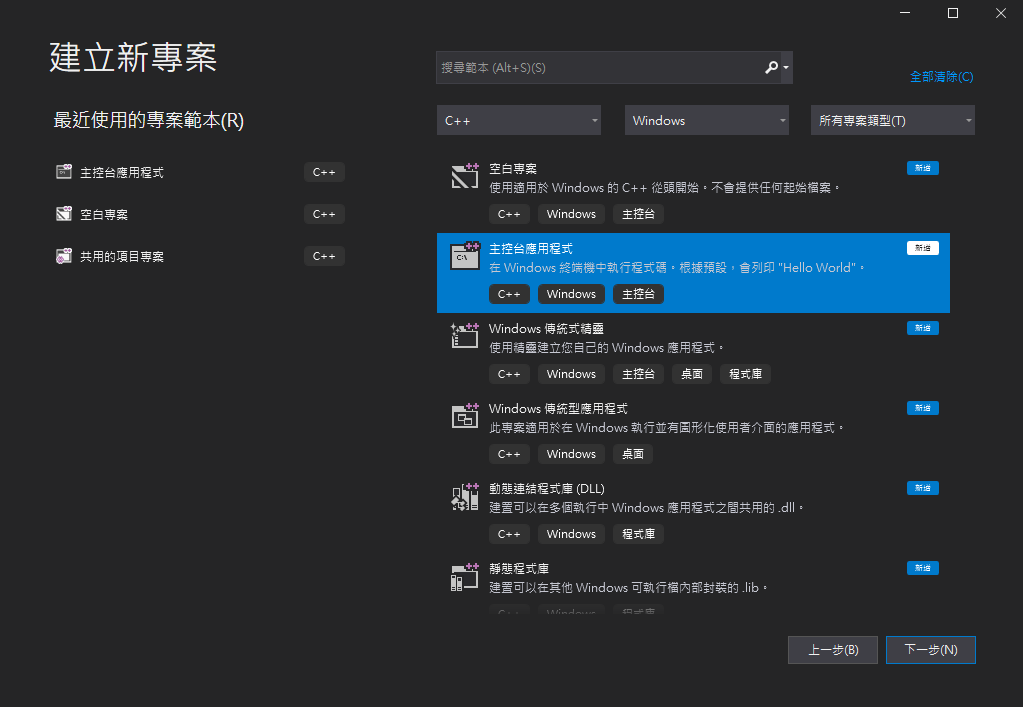 建立新專案
搜尋範本 (Alt+S)(S)
全部清除(C)
最近使用的專案範本(R)
C++
Windows
所有專案類型(T)
主控台應用程式
C++
空白專案
C++
共用的項目專案
C++
空白專案
新增
使用適用於 Windows 的 C++ 從頭開始。不會提供任何起始檔案。
C++ Windows 主控台
主控台應用程式
新增
在 Windows 終端機中執行程式碼。根據預設，會列印 "Hello World"。
C++ Windows 主控台
Windows 傳統式精靈
新增
使用精靈建立您自己的 Windows 應用程式。
C++ Windows 主控台 桌面 程式庫
Windows 傳統型應用程式
新增
此專案適用於在 Windows 執行並有圖形化使用者介面的應用程式。
C++ Windows 桌面
動態連結程式庫 (DLL)
新增
建置可以在多個執行中 Windows 應用程式之間共用的 .dll。
C++ Windows 程式庫
靜態程式庫
新增
建置可以在其他 Windows 可執行檔內部封裝的 .lib。
C++ Windows 程式庫
上一步(B)
下一步(N)